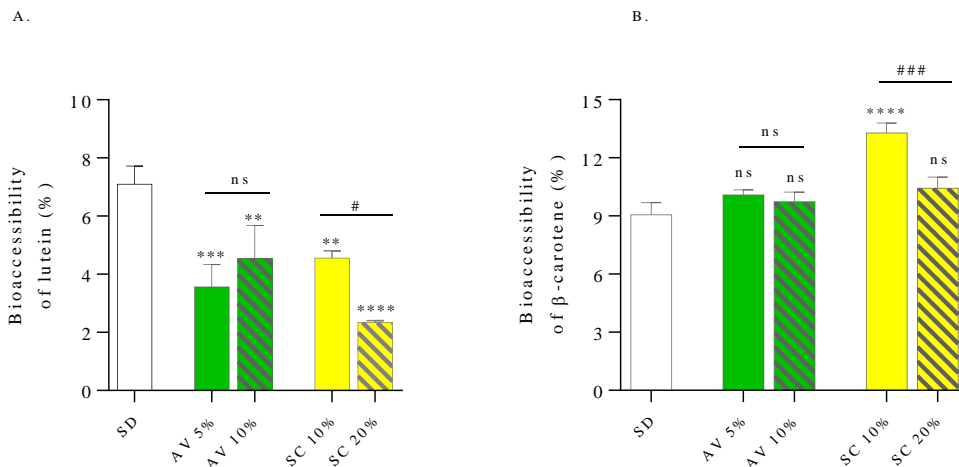 A.
Bioaccessibility
of lutein (%)
10
8
6
4
2
0
***
ns
**
**
#
****
SD
AV 5%
AV 10%
SC 10%
SC 20%
B.
Bioaccessibility
of β-carotene (%)
15
12
9
6
3
0
ns
ns
ns
****
###
ns
SD
AV 5%
AV 10%
SC 10%
SC 20%